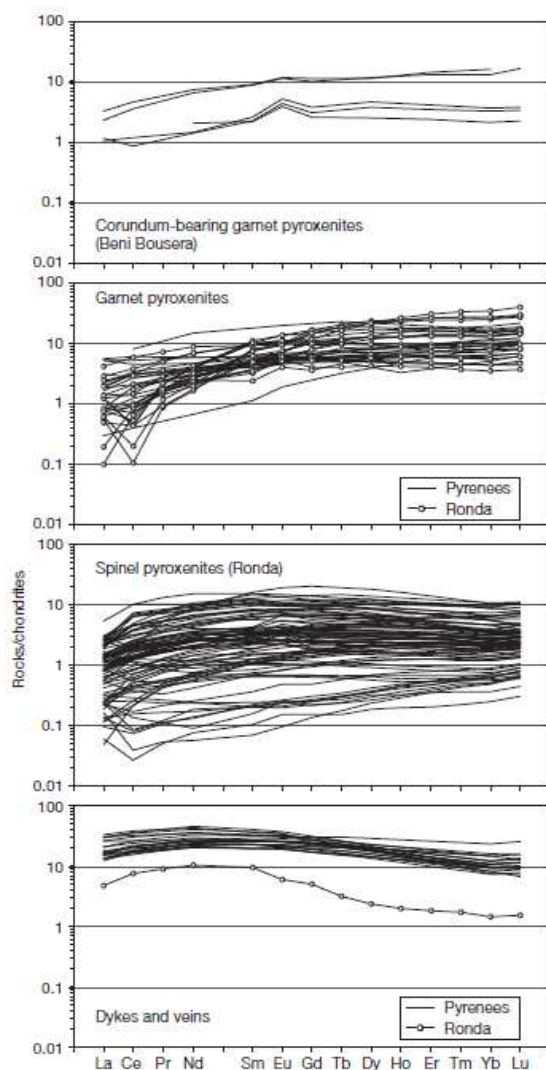 100
10
1
0.1
0.01
Corundum-bearing garnet pyroxenites
(Beni Bousera)
100
10
1
0.1
0.01
Garnet pyroxenites
Pyrenees
Ronda
Rocks/chondrites
100
10
1
0.1
0.01
Spinel pyroxenites (Ronda)
100
10
1
0.1
0.01
Dykes and veins
Pyrenees
Ronda
La Ce Pr Nd Sm Eu Gd Tb Dy Ho Er Tm Yb Lu